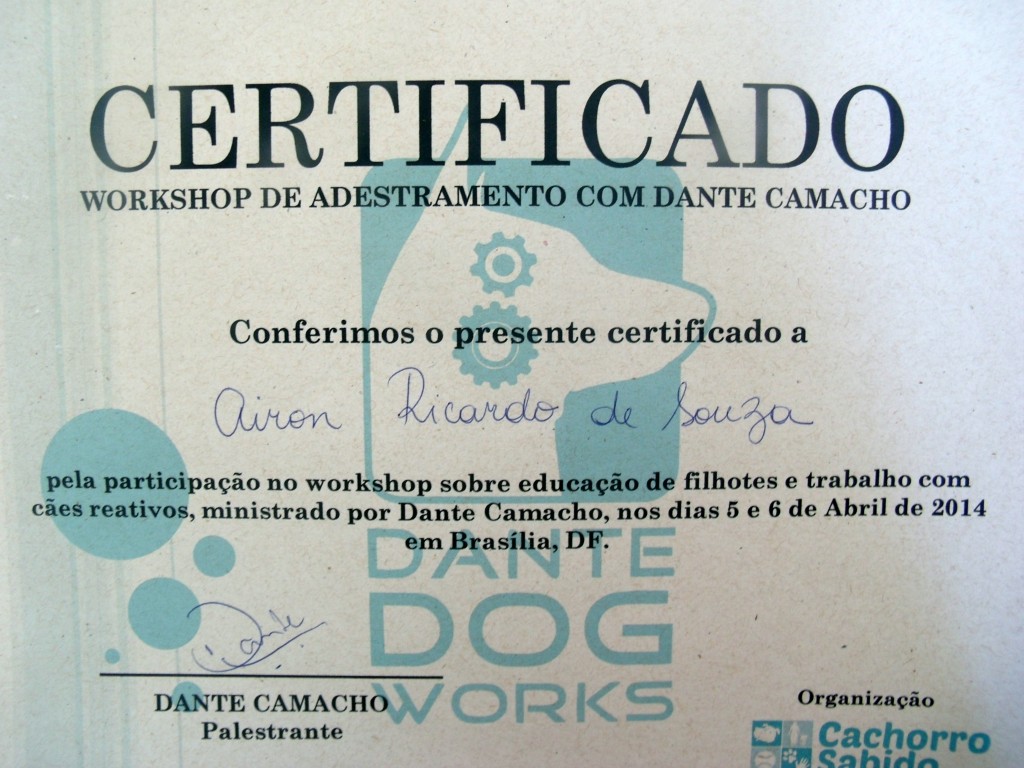 CERTIFICADO
WORKSHOP DE ADESTRAMENTO COM DANTE CAMACHO
Conferimos o presente certificado a
Airon Ricardo de Souza
pela participação no workshop sobre educação de filhotes e trabalho com
cães reativos, ministrado por Dante Camacho, nos dias 5 e 6 de Abril de 2014
em Brasília, DF.
DANTE
DOG
WORKS
Dante
DANTE CAMACHO
Palestrante
Organização
Cachorro
Sabido